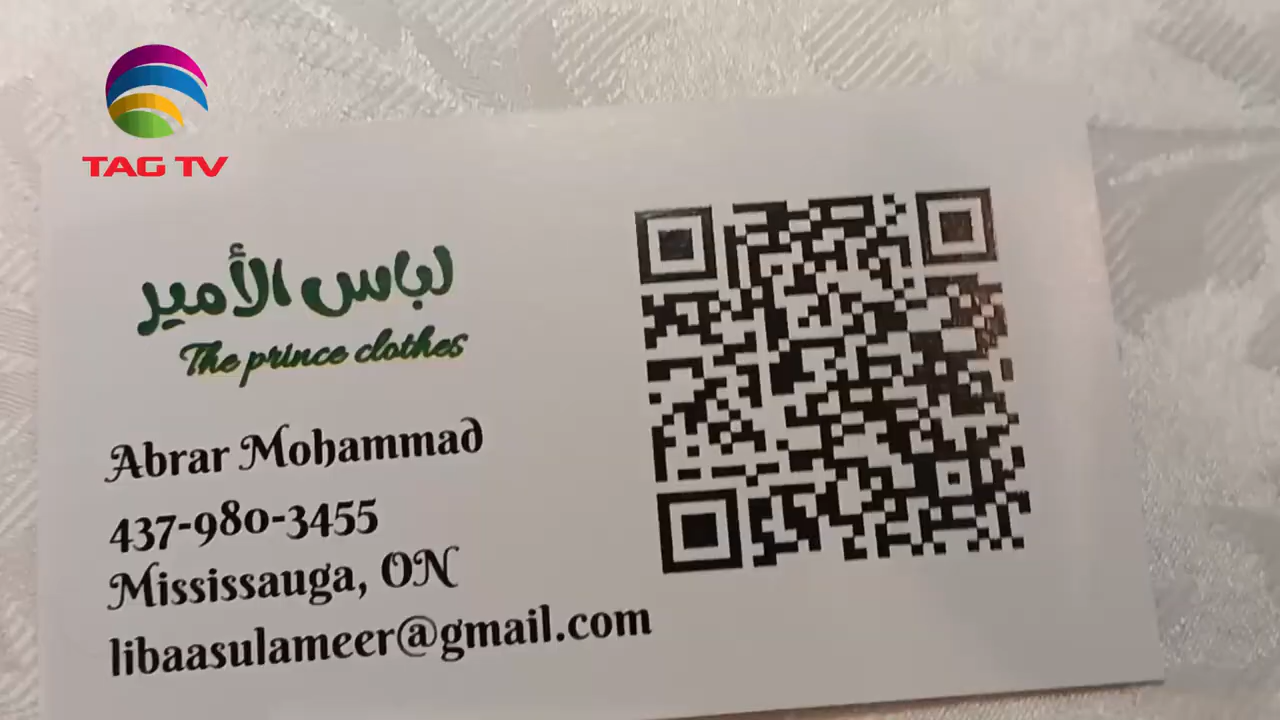 TAG TV
لباس الأمير
The prince clothes
Abrar Mohammad
437-980-3455
Mississauga, ON
libaasulameer@gmail.com